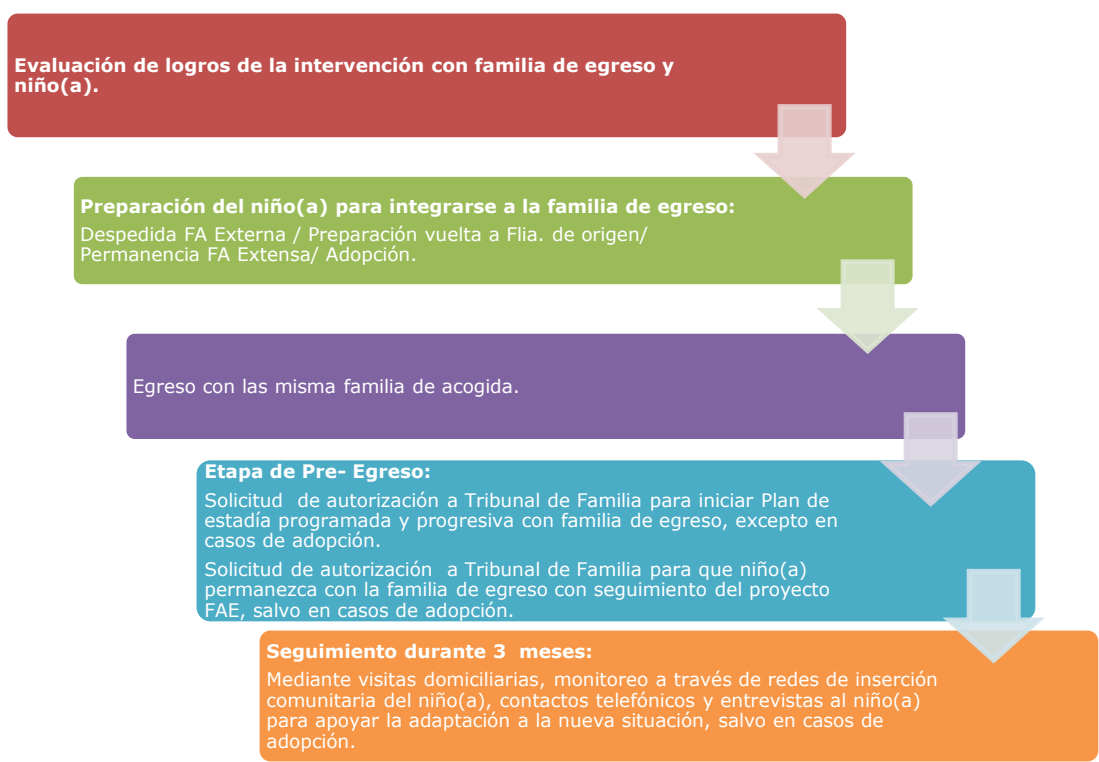 Evaluación de logros de la intervención con familia de egreso y
niño(a).
Preparación del niño(a) para integrarse a la familia de egreso:
Despedida FA Externa / Preparación vuelta a Flia. de origen/
Permanencia FA Extensa/ Adopción.
Egreso con las misma familia de acogida.
Etapa de Pre- Egreso:
Solicitud  de autorización a Tribunal de Familia para iniciar Plan de
estadía programada y progresiva con familia de egreso, excepto en
casos de adopción.
Solicitud de autorización  a Tribunal de Familia para que niño(a)
permanezca con la familia de egreso con seguimiento del proyecto
FAE, salvo en casos de adopción.
Seguimiento durante 3  meses:
Mediante visitas domiciliarias, monitoreo a través de redes de inserción
comunitaria del niño(a), contactos telefónicos y entrevistas al niño(a)
para apoyar la adaptación a la nueva situación, salvo en casos de
adopción.